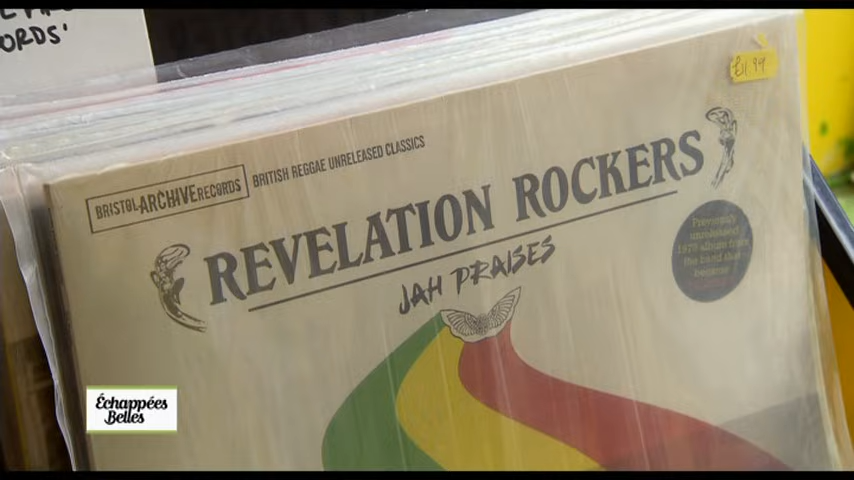 ORDS'
£11.99
BRISTOL ARCHIVE RECORDS
BRITISH REGGAE UNRELEASED CLASSICS
REVELATION ROCKERS
JAH PRAISES
Previously
unreleased
1979 album from
the band that
became
Échappées
Belles